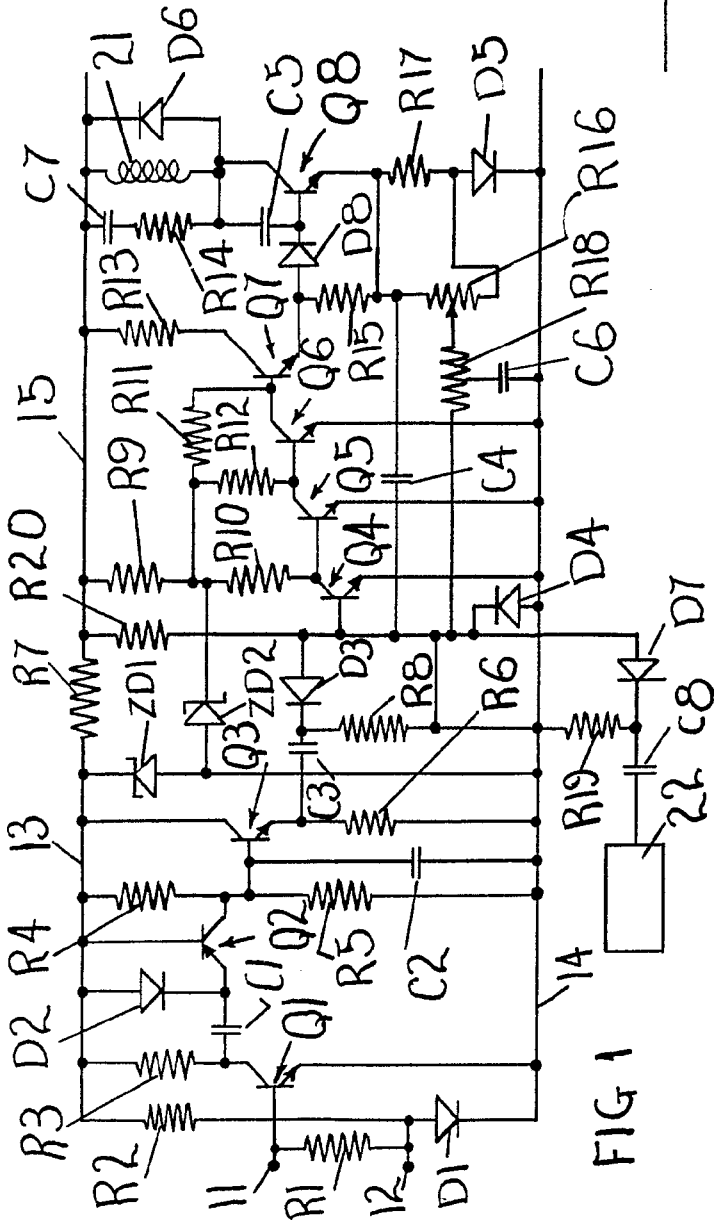 R3
R2
11
R1
12
D1
D2
R4
13
C1
Q1
Q2
R5
C2
14
ZD1
R7
R20
R9
15
Q3
ZD2
C3
D3
R8
R6
R10
R12
R11
R13
Q4
Q5
Q6
Q7
R14
C7
21
D6
C5
Q8
D8
R15
R17
D5
R16
R18
C6
C4
D4
D7
R19
C8
22
FIG 1